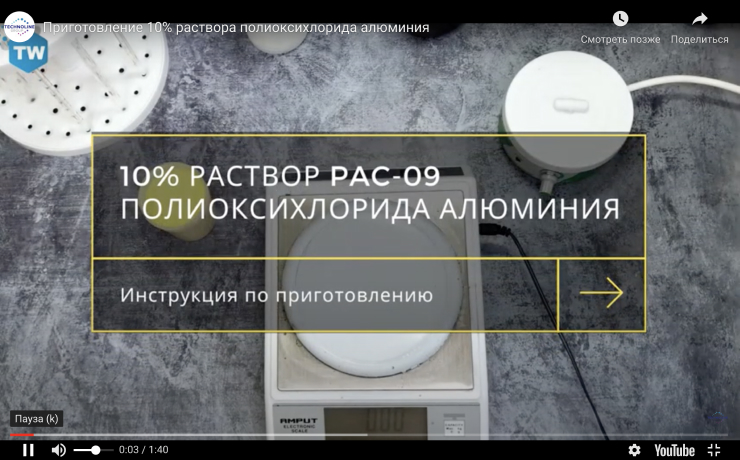 TECHNOLINE
Приготовление 10% раствора полиоксихлорида алюминия
TW
Смотреть позже
Поделиться
10% РАСТВОР PAC-09
ПОЛИОКСИХЛОРИДА АЛЮМИНИЯ
Инструкция по приготовлению
AMPUT
ELECTRONIC
SCALE
Пауза (k)
0:03 / 1:40
YouTube